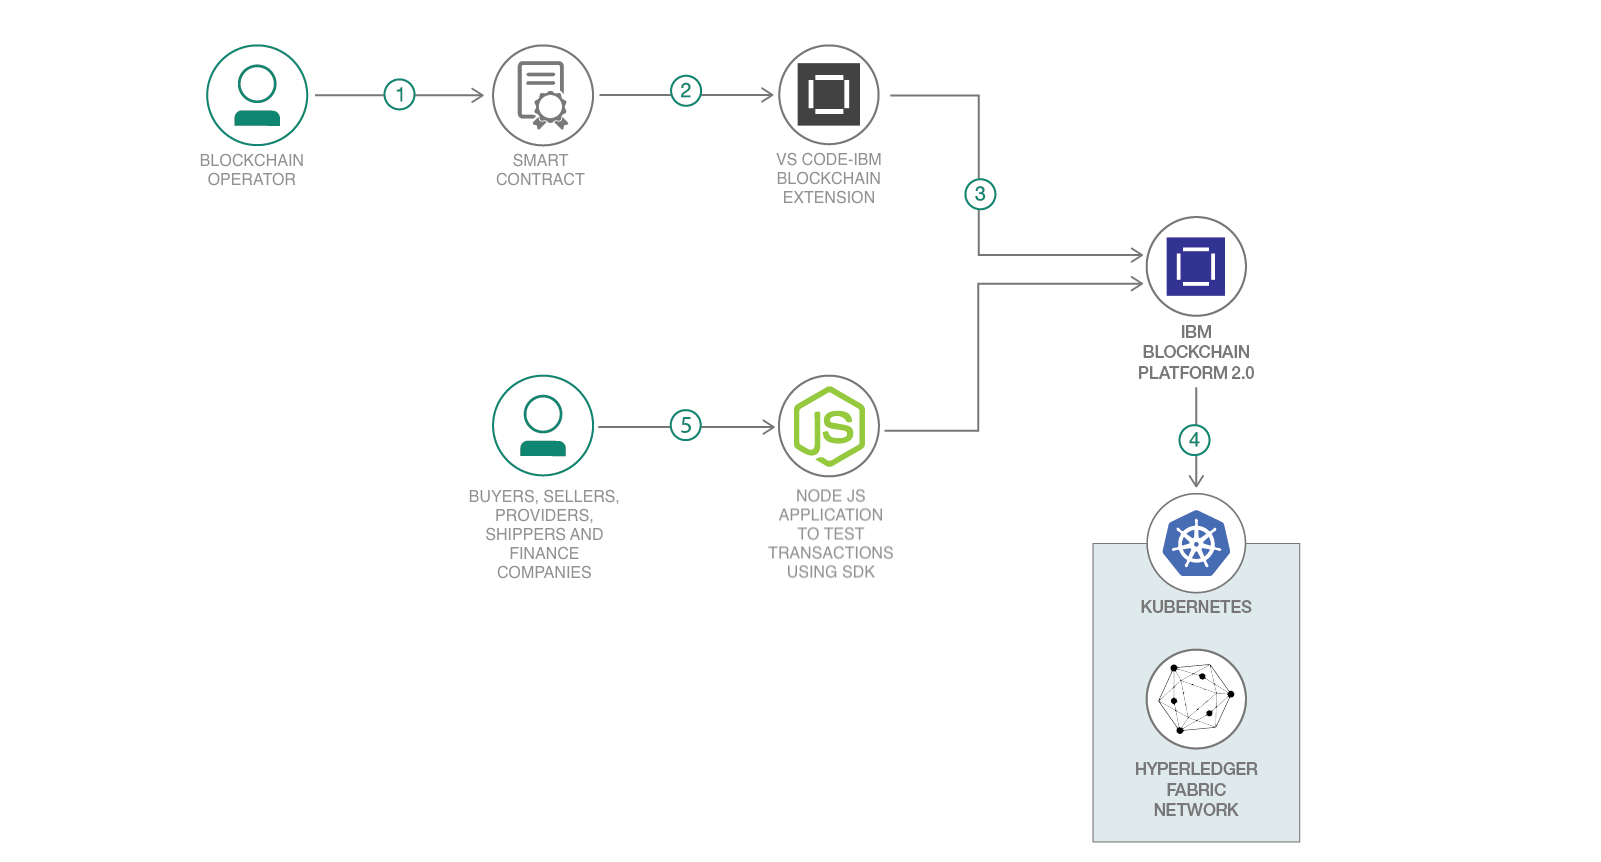 1
2
BLOCKCHAIN
OPERATOR
SMART
CONTRACT
VS CODE-IBM
BLOCKCHAIN
EXTENSION
3
IBM
BLOCKCHAIN
PLATFORM 2.0
4
5
JS
BUYERS, SELLERS,
PROVIDERS,
SHIPPERS AND
FINANCE
COMPANIES
NODE JS
APPLICATION
TO TEST
TRANSACTIONS
USING SDK
KUBERNETES
HYPERLEDGER
FABRIC
NETWORK